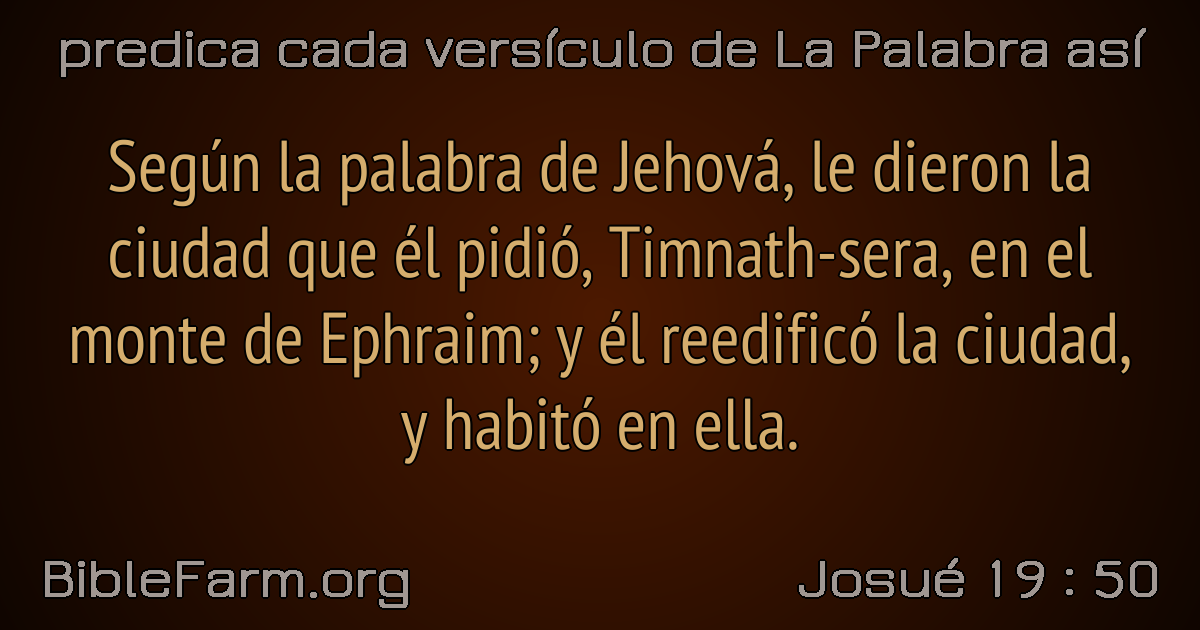 predica cada versículo de La Palabra así
Según la palabra de Jehová, le dieron la
ciudad que él pidió, Timnath-sera, en el
monte de Ephraim; y él reedificó la ciudad,
y habitó en ella.
BibleFarm.org
Josué 19 : 50